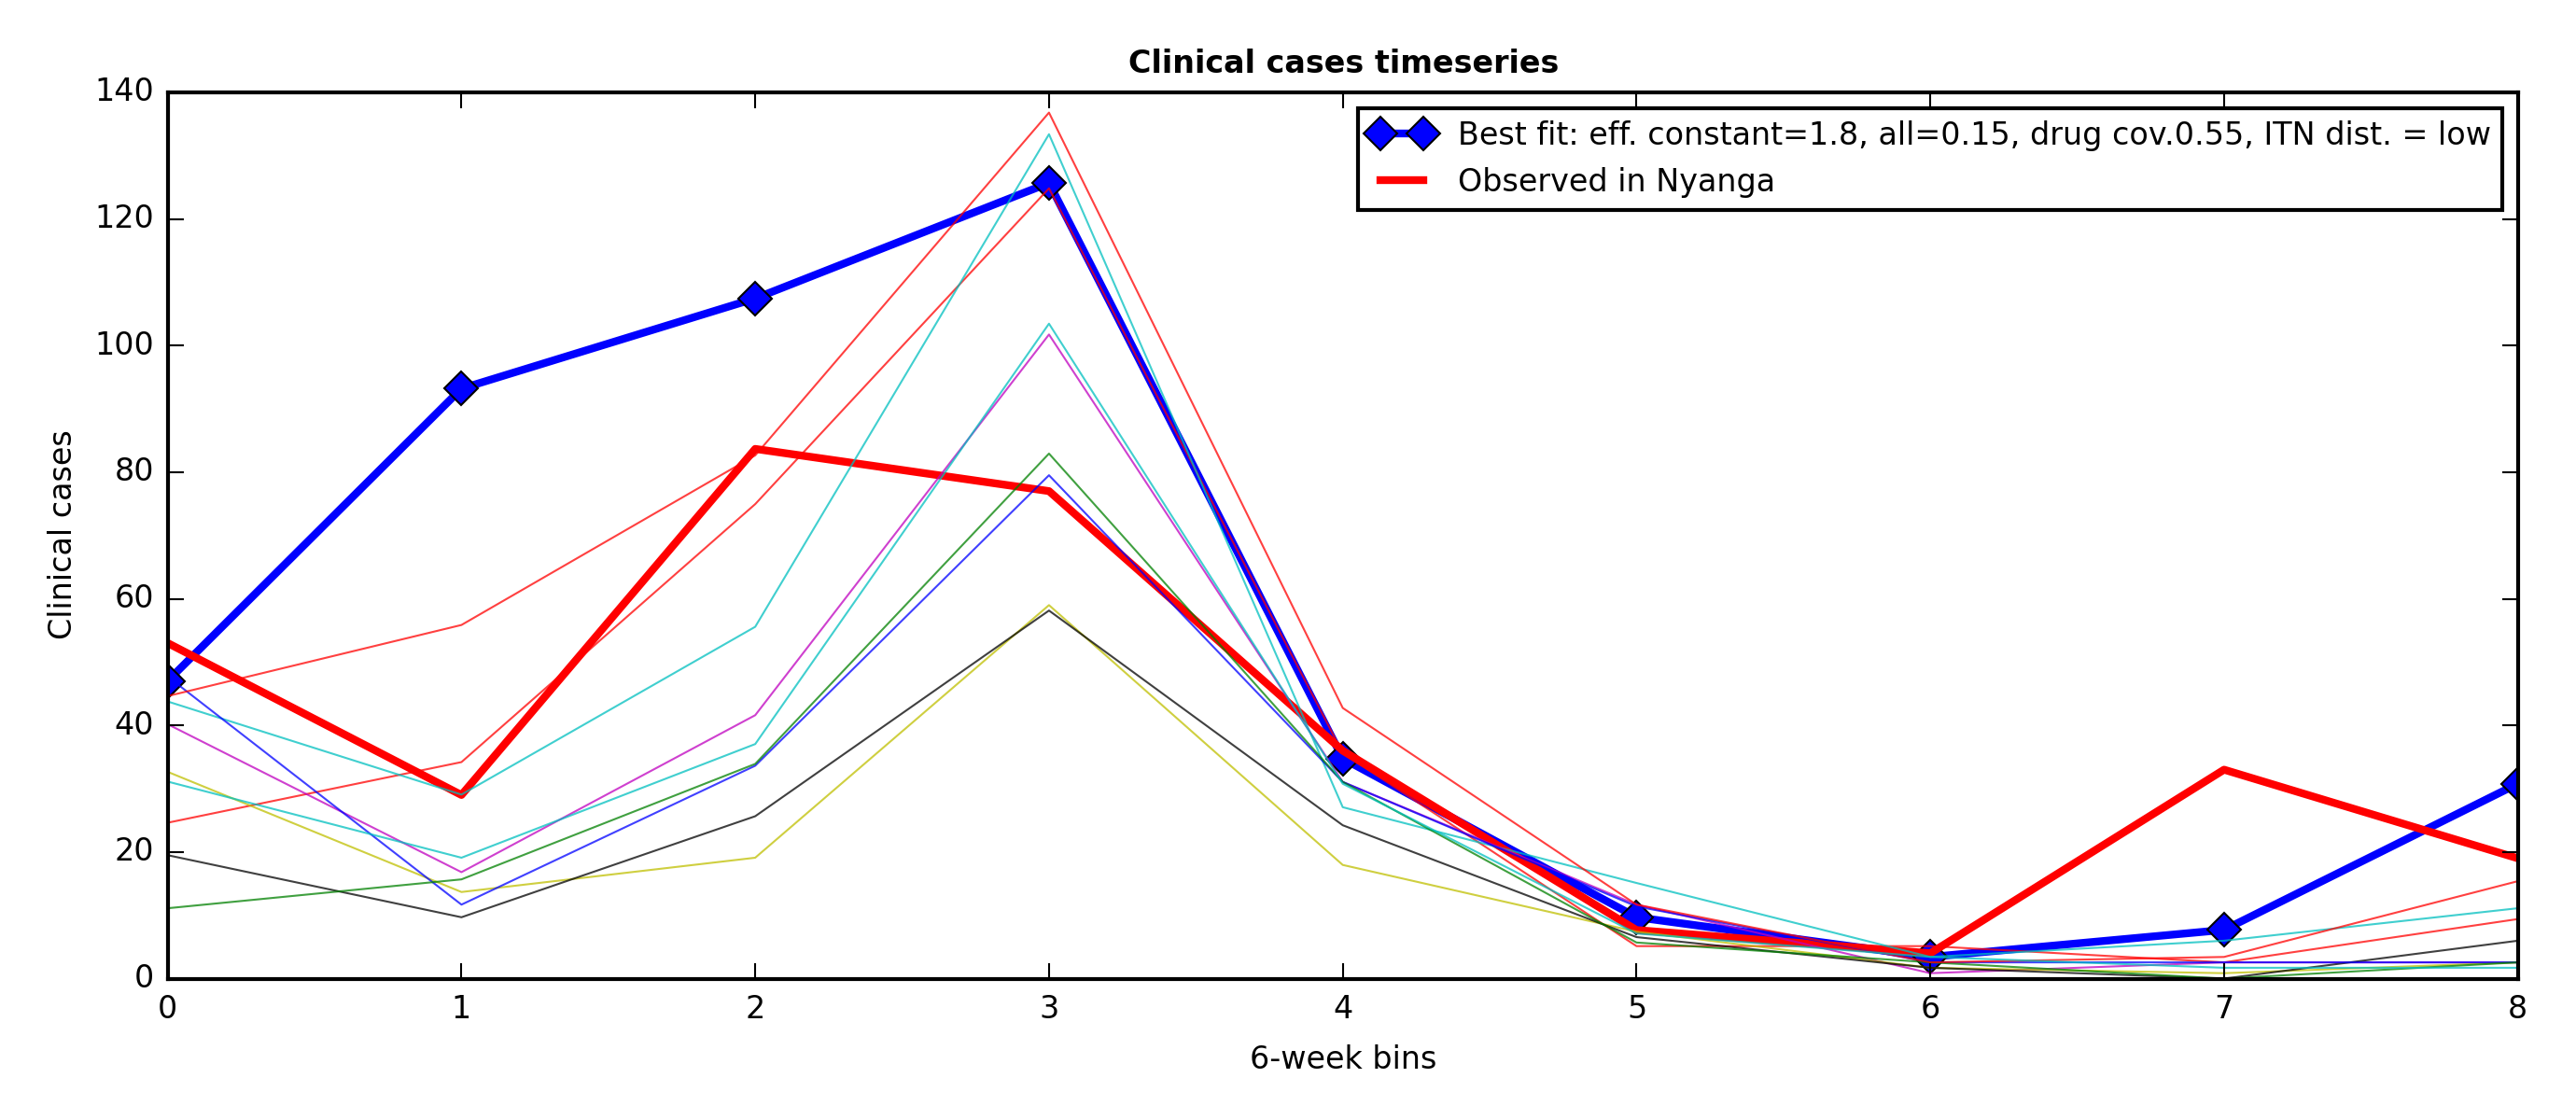 Clinical cases timeseries
140
120
100
80
60
40
20
0
Clinical cases
Best fit: eff. constant=1.8, all=0.15, drug cov.0.55, ITN dist. = low
Observed in Nyanga
0 1 2 3 4 5 6 7 8
6-week bins